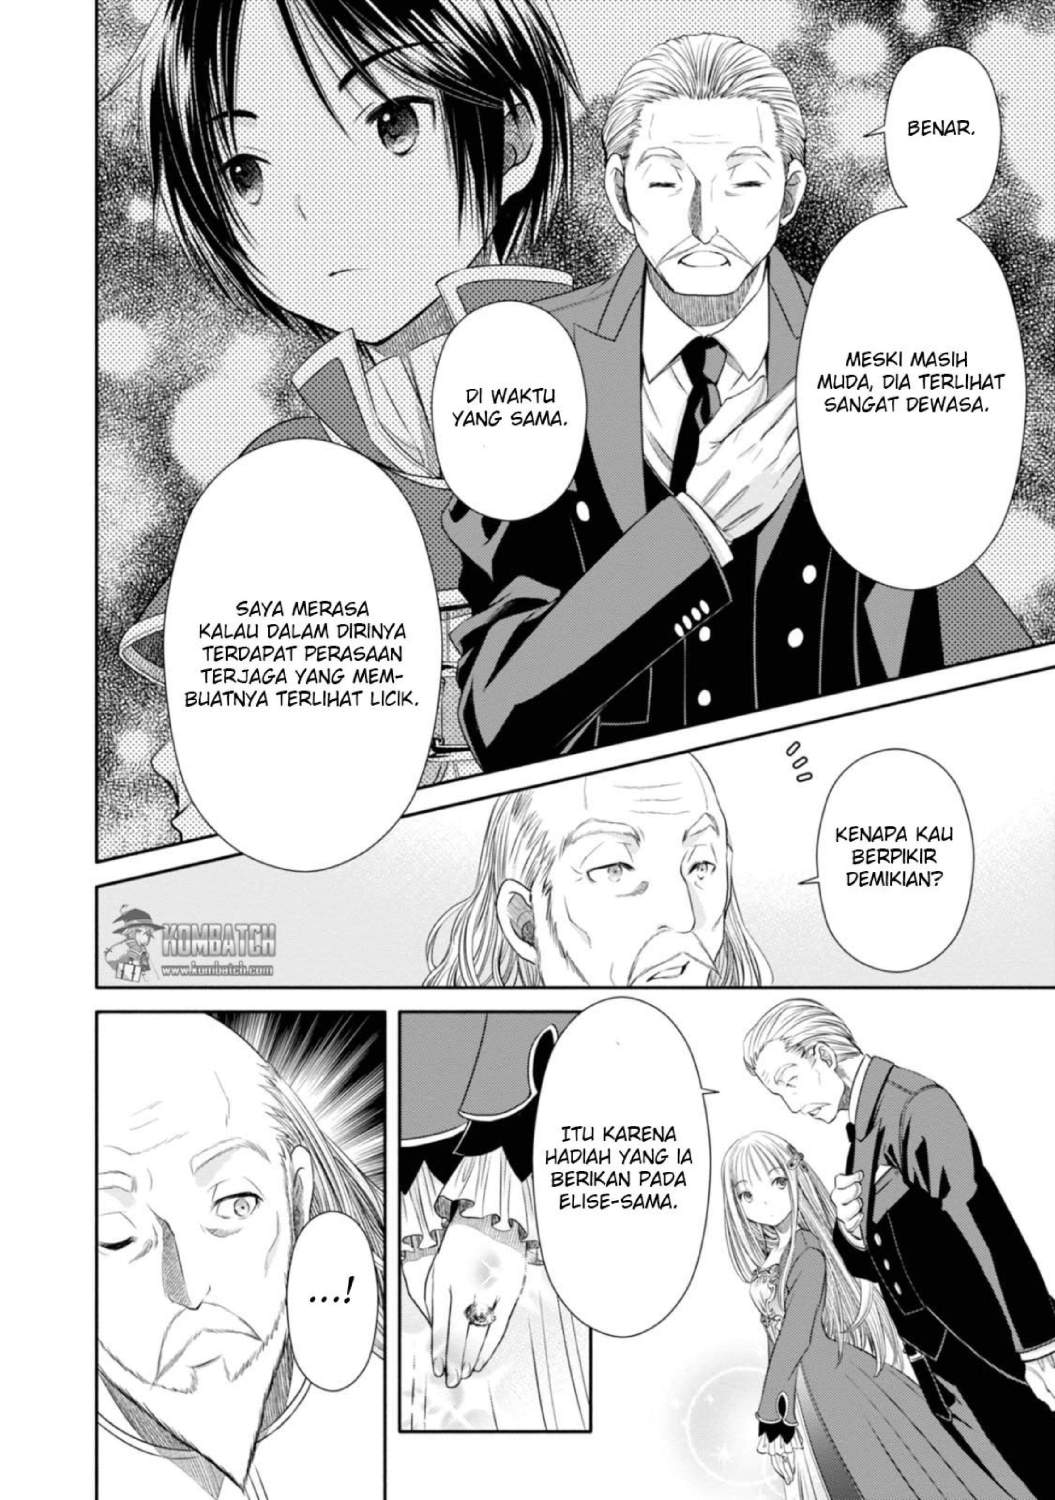 BENAR.
MESKI MASIH
MUDA, DIA TERLIHAT
SANGAT DEWASA.
DI WAKTU
YANG SAMA.
SAYA MERASA
KALAU DALAM DIRINYA
TERDAPAT PERASAAN
TERJAGA YANG MEM-
BUATNYA TERLIHAT LICIK.
KENAPA KAU
BERPIKIR
DEMIKIAN?
KOMBATCH
www.kombatch.com
ITU KARENA
HADIAH YANG IA
BERIKAN PADA
ELISE-SAMA.
...!